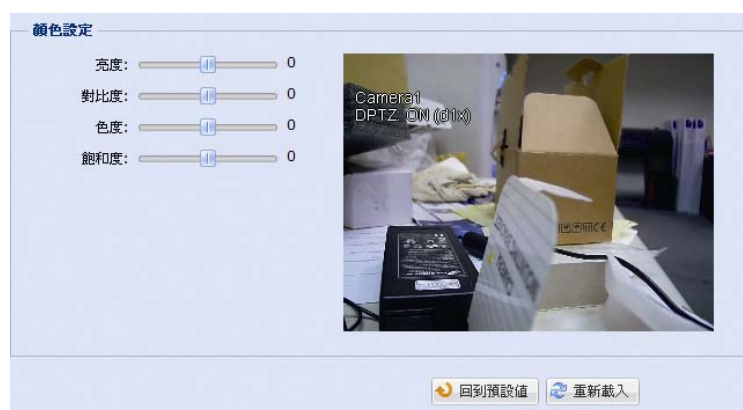 顏色設定
亮度: 0
對比度: 0
色度: 0
飽和度: 0
Camera1
DPTZ: ON (d1x)
回到預設值
重新載入